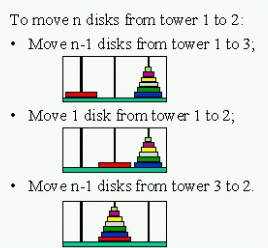 To move n disks from tower 1 to 2:
• Move n-1 disks from tower 1 to 3;
• Move 1 disk from tower 1 to 2;
• Move n-1 disks from tower 3 to 2.